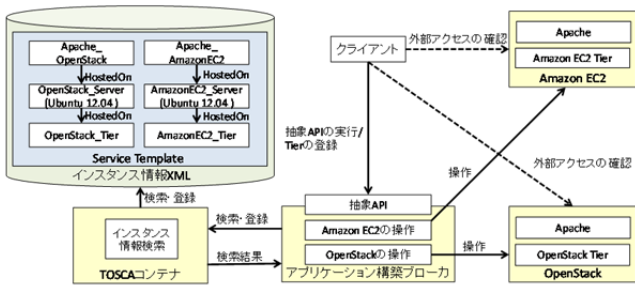 Apache_
OpenStack
HostedOn
OpenStack_Server
(Ubuntu 12.04)
HostedOn
OpenStack_Tier
Apache_
AmazonEC2
HostedOn
AmazonEC2_Server
(Ubuntu 12.04)
HostedOn
AmazonEC2_Tier
Service Template
インスタンス情報XML
検索・登録
インスタンス
情報検索
TOSCAコンテナ
検索・登録
検索結果
クライアント
抽象APIの実行/
Tierの登録
抽象API
Amazon EC2の操作
OpenStackの操作
アプリケーション構築ブローカ
外部アクセスの確認
操作
外部アクセスの確認
操作
Apache
Amazon EC2 Tier
Amazon EC2
Apache
OpenStack Tier
OpenStack